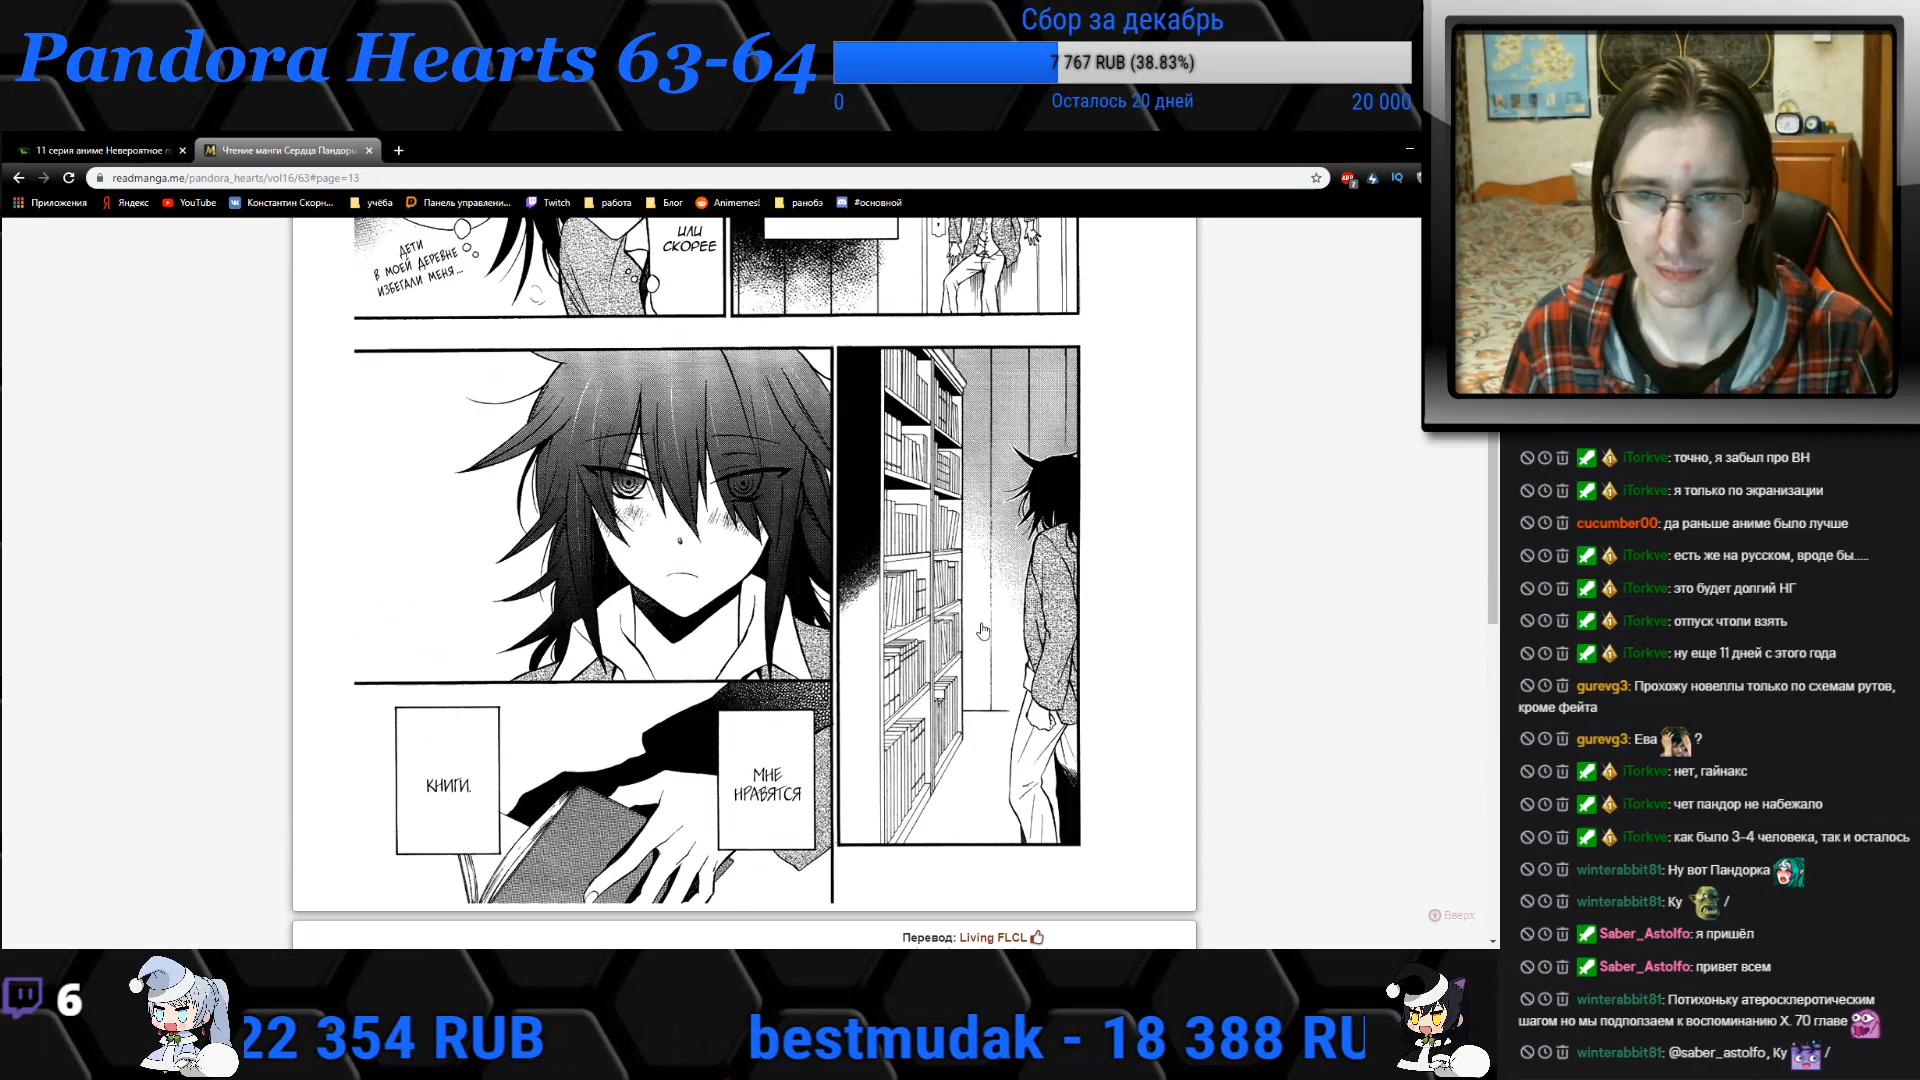 Pandora Hearts 63-64
Сбор за декабрь
7 767 RUB (38.83%)
0
Осталось 20 дней
20 000
11 серия аниме Невероятное п
Чтение манги Сердца Пандоры
readmanga.me/pandora_hearts/vol16/63#page=13
ABP
7
IQ
Приложения
Яндекс
YouTube
Константин Скорн...
учёба
Панель управлени...
Twitch
работа
Блог
Animemes!
ранобэ
#основной
ДЕТИ
В МОЕЙ ДЕРЕВНЕ
ИЗБЕГАЛИ МЕНЯ...
ИЛИ
СКОРЕЕ
МНЕ
НРАВЯТСЯ
КНИГИ.
Вверх
Перевод: Living FLCL
iTorkve: точно, я забыл про ВН
iTorkve: я только по экранизации
cucumber00: да раньше аниме было лучше
iTorkve: есть же на русском, вроде бы.....
iTorkve: это будет долгий НГ
iTorkve: отпуск чтоли взять
iTorkve: ну еще 11 дней с этого года
gurevg3: Прохожу новеллы только по схемам рутов,
кроме фейта
gurevg3: Ева ?
iTorkve: нет, гайнакс
iTorkve: чет пандор не набежало
iTorkve: как было 3-4 человека, так и осталось
winterabbit81: Ну вот Пандорка
winterabbit81: Ку /
Saber_Astolfo: я пришёл
Saber_Astolfo: привет всем
winterabbit81: Потихоньку атеросклеротическим
шагом но мы подползаем к воспоминанию X. 70 главе
winterabbit81: @saber_astolfo, Ку /
6
22 354 RUB
bestmudak - 18 388 RU